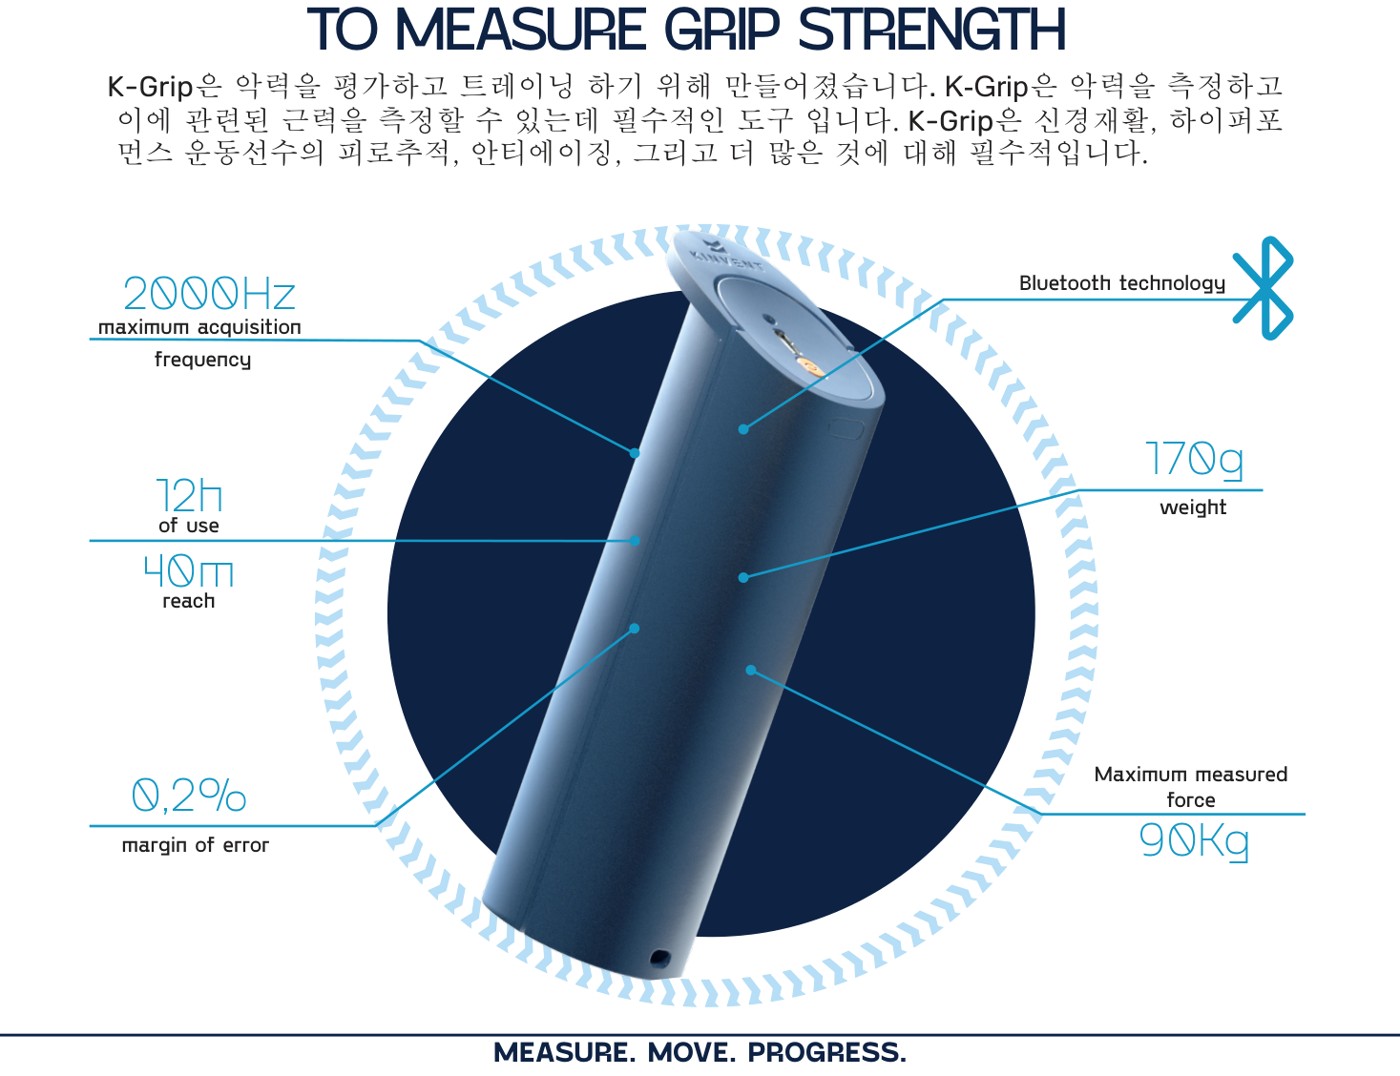 TO MEASURE GRIP STRENGTH
K-Grip은 악력을 평가하고 트레이닝 하기 위해 만들어졌습니다. K-Grip은 악력을 측정하고
이에 관련된 근력을 측정할 수 있는데 필수적인 도구 입니다. K-Grip은 신경재활, 하이퍼포
먼스 운동선수의 피로추적, 안티에이징, 그리고 더 많은 것에 대해 필수적입니다.
KINVENT
2000Hz
maximum acquisition
frequency
Bluetooth technology
12h
of use
40m
reach
170g
weight
0,2%
margin of error
Maximum measured
force
90Kg
MEASURE. MOVE. PROGRESS.